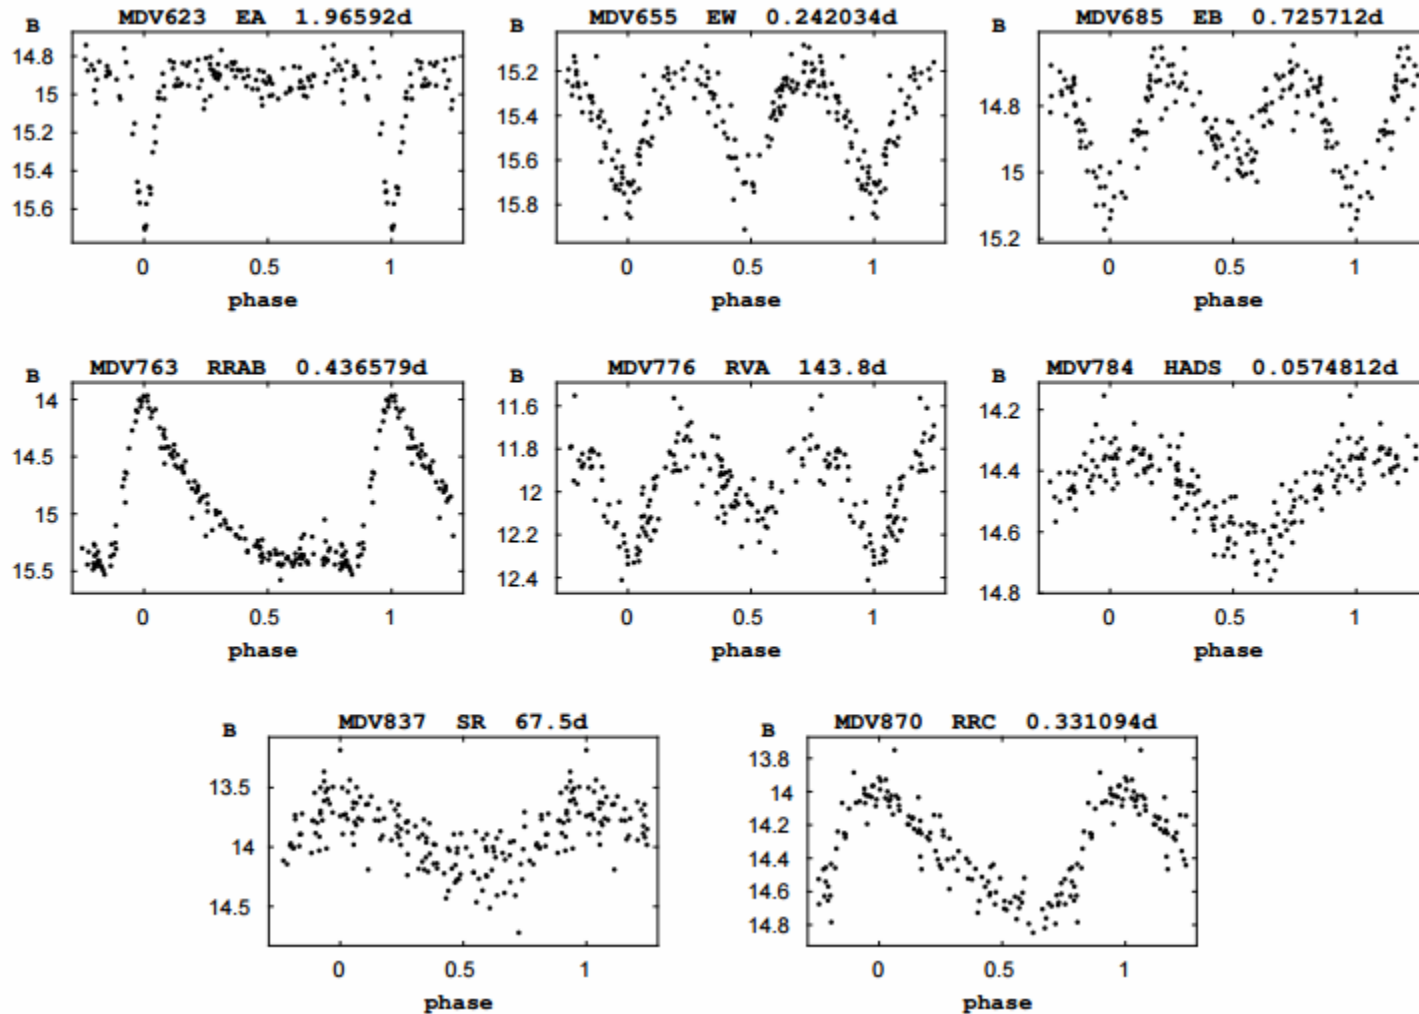 MDV623 EA 1.96592d
B
14.8
15
15.2
15.4
15.6
0 0.5 1
phase
MDV655 EW 0.242034d
B
15.2
15.4
15.6
15.8
0 0.5 1
phase
MDV685 EB 0.725712d
B
14.8
15
15.2
0 0.5 1
phase
MDV763 RRAB 0.436579d
B
14
14.5
15
15.5
0 0.5 1
phase
MDV776 RVA 143.8d
B
11.6
11.8
12
12.2
12.4
0 0.5 1
phase
MDV784 HADS 0.0574812d
B
14.2
14.4
14.6
14.8
0 0.5 1
phase
MDV837 SR 67.5d
B
13.5
14
14.5
0 0.5 1
phase
MDV870 RRC 0.331094d
B
13.8
14
14.2
14.4
14.6
14.8
0 0.5 1
phase